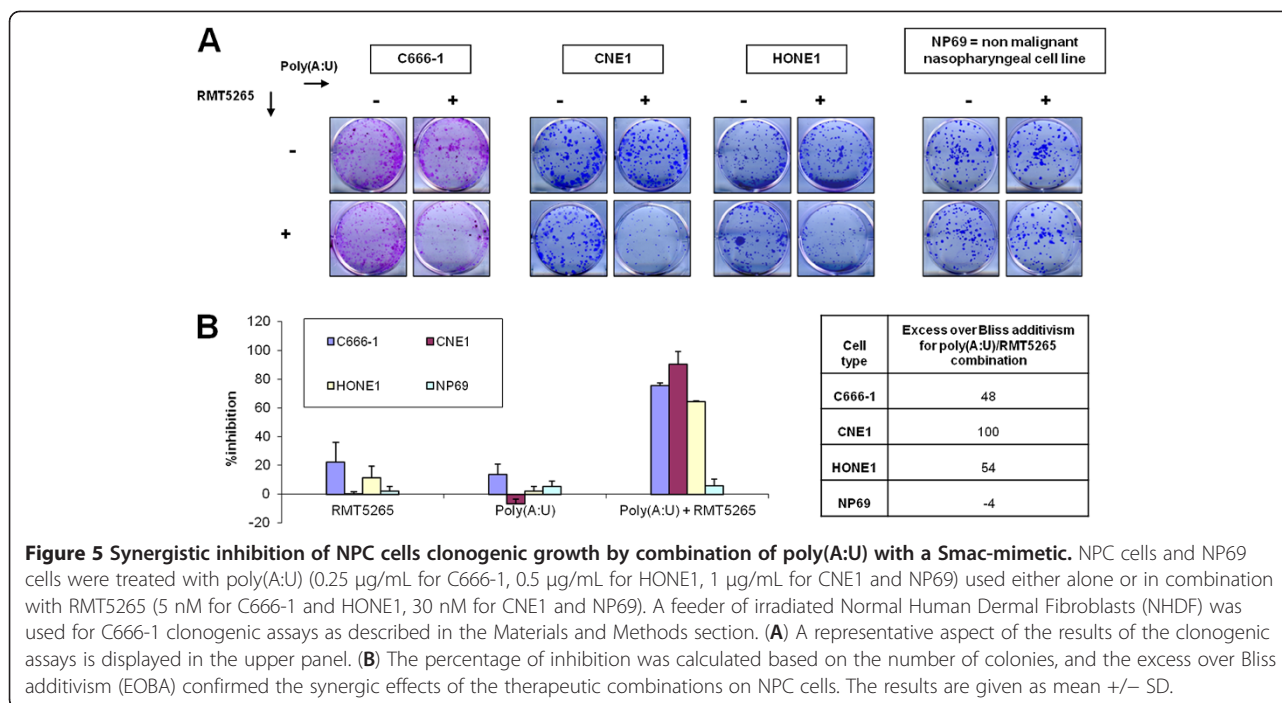 A
Poly(A:U)
RMT5265
C666-1
CNE1
HONE1
NP69 = non malignant
nasopharyngeal cell line
- + - + - + - +
-
+
B
120
100
80
60
40
20
0
-20
%inhibition
C666-1
CNE1
HONE1
NP69
RMT5265
Poly(A:U)
Poly(A:U) + RMT5265
Cell
type
Excess over Bliss additivism
for poly(A:U)/RMT5265
combination
C666-1 48
CNE1 100
HONE1 54
NP69 -4
Figure 5 Synergistic inhibition of NPC cells clonogenic growth by combination of poly(A:U) with a Smac-mimetic. NPC cells and NP69
cells were treated with poly(A:U) (0.25 μg/mL for C666-1, 0.5 μg/mL for HONE1, 1 μg/mL for CNE1 and NP69) used either alone or in combination
with RMT5265 (5 nM for C666-1 and HONE1, 30 nM for CNE1 and NP69). A feeder of irradiated Normal Human Dermal Fibroblasts (NHDF) was
used for C666-1 clonogenic assays as described in the Materials and Methods section. (A) A representative aspect of the results of the clonogenic
assays is displayed in the upper panel. (B) The percentage of inhibition was calculated based on the number of colonies, and the excess over Bliss
additivism (EOBA) confirmed the synergic effects of the therapeutic combinations on NPC cells. The results are given as mean +/− SD.